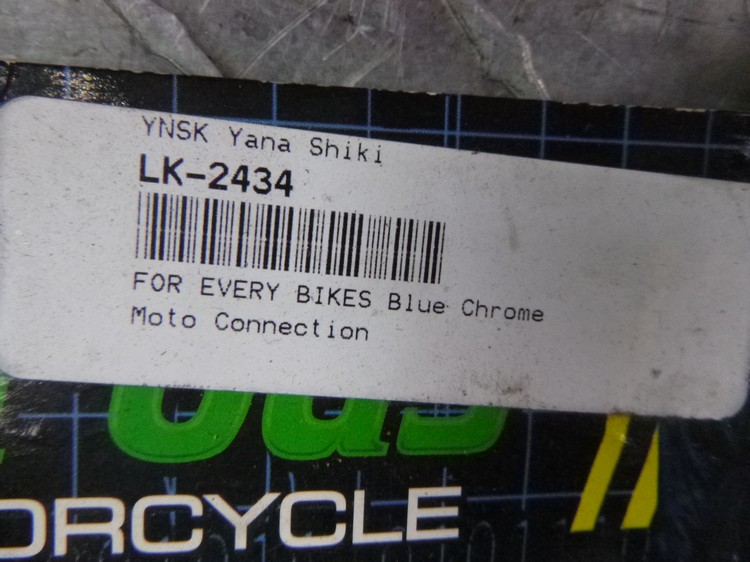 YNSK Yana Shiki
LK-2434
FOR EVERY BIKES Blue Chrome
Moto Connection
ORCYCLE